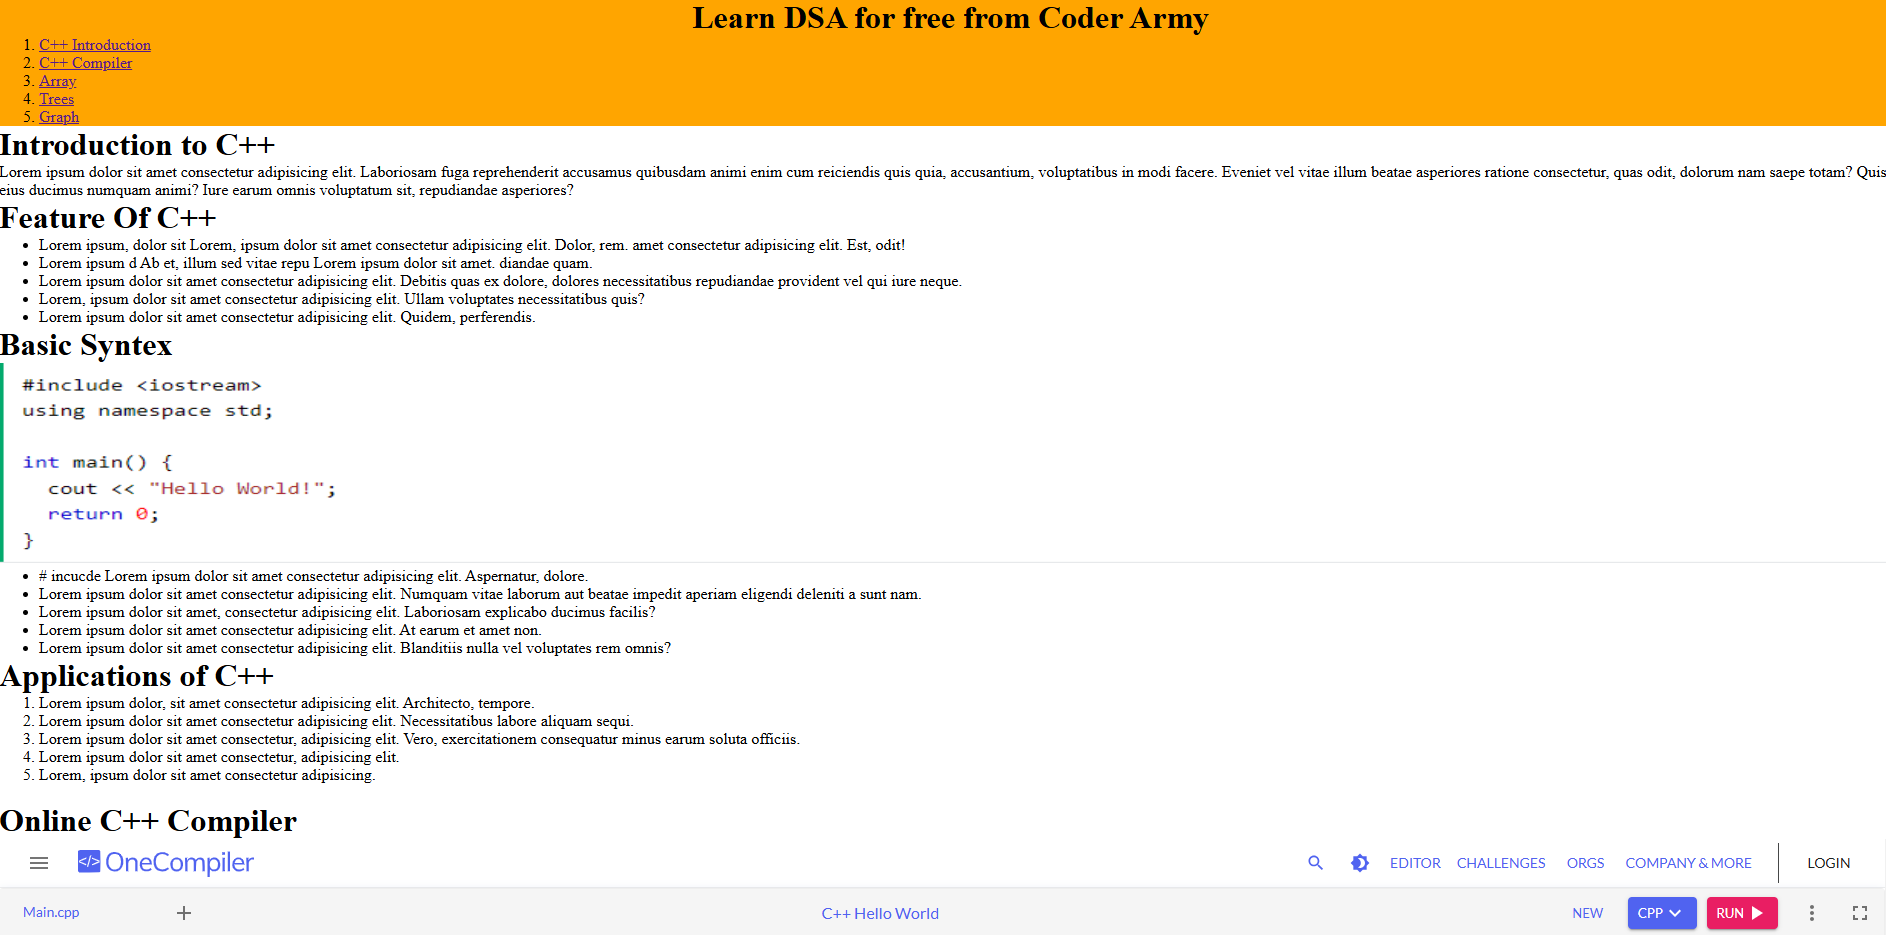 Learn DSA for free from Coder Army
1. C++ Introduction
2. C++ Compiler
3. Array
4. Trees
5. Graph
Introduction to C++
Lorem ipsum dolor sit amet consectetur adipisicing elit. Laboriosam fuga reprehenderit accusamus quibusdam animi enim cum reiciendis quis quia, accusantium, voluptatibus in modi facere. Eveniet vel vitae illum beatae asperiores ratione consectetur, quas odit, dolorum nam saepe totam? Quis
eius ducimus numquam animi? Iure earum omnis voluptatum sit, repudiandae asperiores?
Feature Of C++
• Lorem ipsum, dolor sit Lorem, ipsum dolor sit amet consectetur adipisicing elit. Dolor, rem. amet consectetur adipisicing elit. Est, odit!
• Lorem ipsum d Ab et, illum sed vitae repu Lorem ipsum dolor sit amet. diandae quam.
• Lorem ipsum dolor sit amet consectetur adipisicing elit. Debitis quas ex dolore, dolores necessitatibus repudiandae provident vel qui iure neque.
• Lorem, ipsum dolor sit amet consectetur adipisicing elit. Ullam voluptates necessitatibus quis?
• Lorem ipsum dolor sit amet consectetur adipisicing elit. Quidem, perferendis.
Basic Syntex
#include <iostream>
using namespace std;
int main() {
cout << "Hello World!";
return 0;
}
• # incucde Lorem ipsum dolor sit amet consectetur adipisicing elit. Aspernatur, dolore.
• Lorem ipsum dolor sit amet consectetur adipisicing elit. Numquam vitae laborum aut beatae impedit aperiam eligendi deleniti a sunt nam.
• Lorem ipsum dolor sit amet, consectetur adipisicing elit. Laboriosam explicabo ducimus facilis?
• Lorem ipsum dolor sit amet consectetur adipisicing elit. At earum et amet non.
• Lorem ipsum dolor sit amet consectetur adipisicing elit. Blanditiis nulla vel voluptates rem omnis?
Applications of C++
1. Lorem ipsum dolor, sit amet consectetur adipisicing elit. Architecto, tempore.
2. Lorem ipsum dolor sit amet consectetur adipisicing elit. Necessitatibus labore aliquam sequi.
3. Lorem ipsum dolor sit amet consectetur, adipisicing elit. Vero, exercitationem consequatur minus earum soluta officiis.
4. Lorem ipsum dolor sit amet consectetur, adipisicing elit.
5. Lorem, ipsum dolor sit amet consectetur adipisicing.
Online C++ Compiler
</> OneCompiler EDITOR CHALLENGES ORGS COMPANY & MORE LOGIN
Main.cpp + C++ Hello World NEW CPP RUN